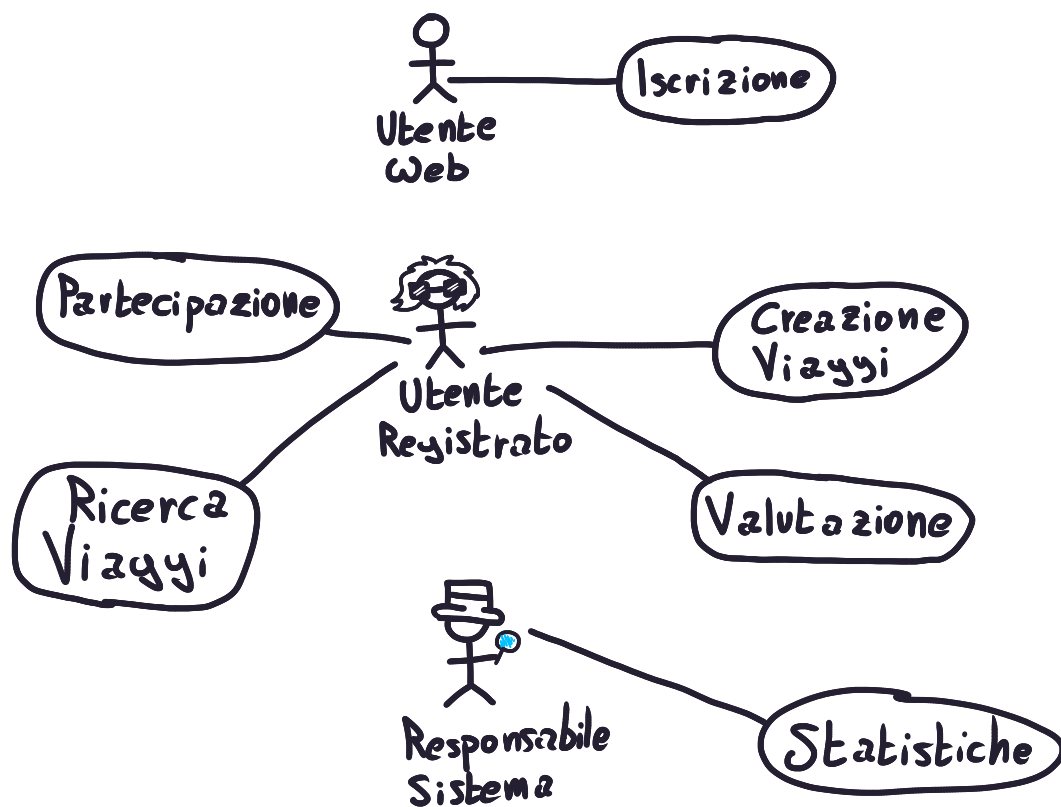 Iscrizione
Utente
Web
Partecipazione
Creazione
Viaggi
Utente
Registrato
Ricerca
Viaggi
Valutazione
Responsabile
Sistema
Statistiche